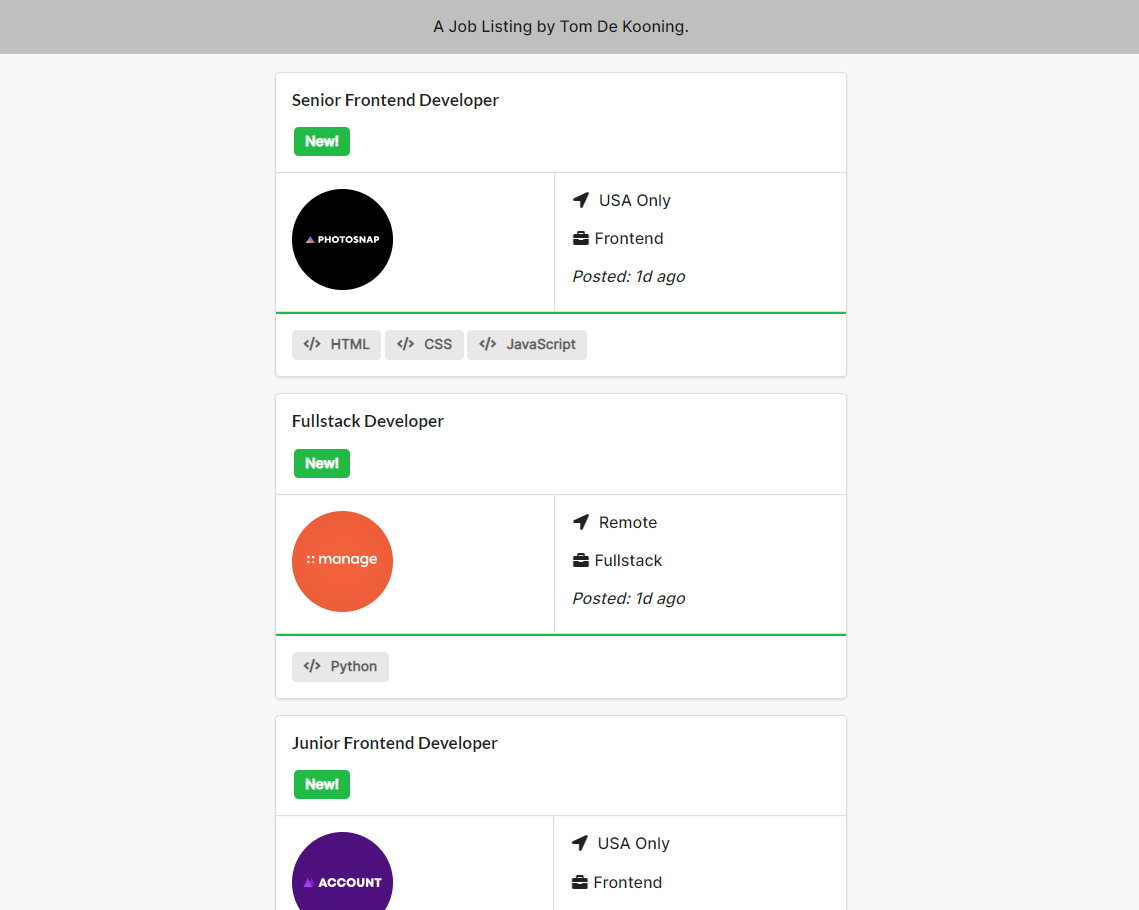 A Job Listing by Tom De Kooning.
Senior Frontend Developer
New!
PHOTOSNAP
USA Only
Frontend
Posted: 1d ago
</> HTML </> CSS </> JavaScript
Fullstack Developer
New!
manage
Remote
Fullstack
Posted: 1d ago
</> Python
Junior Frontend Developer
New!
ACCOUNT
USA Only
Frontend